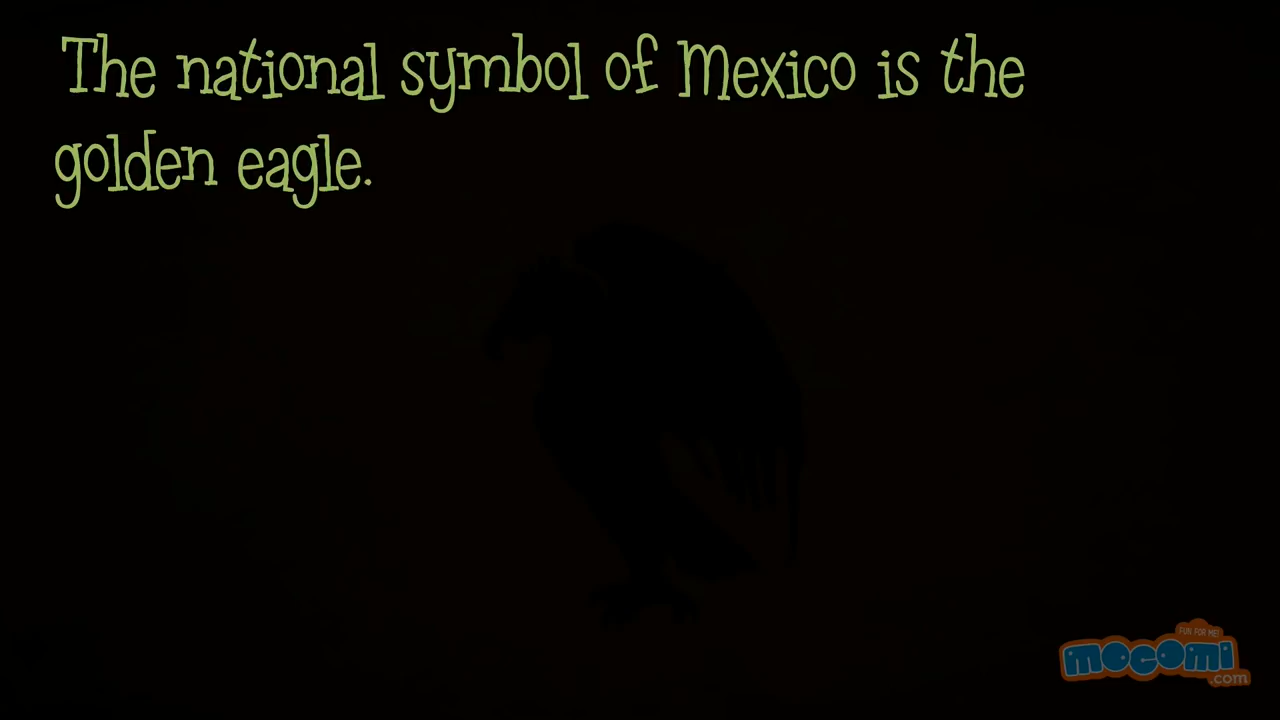 The national symbol of Mexico is the
golden eagle.
FUN FOR ME!
mocomi
.com